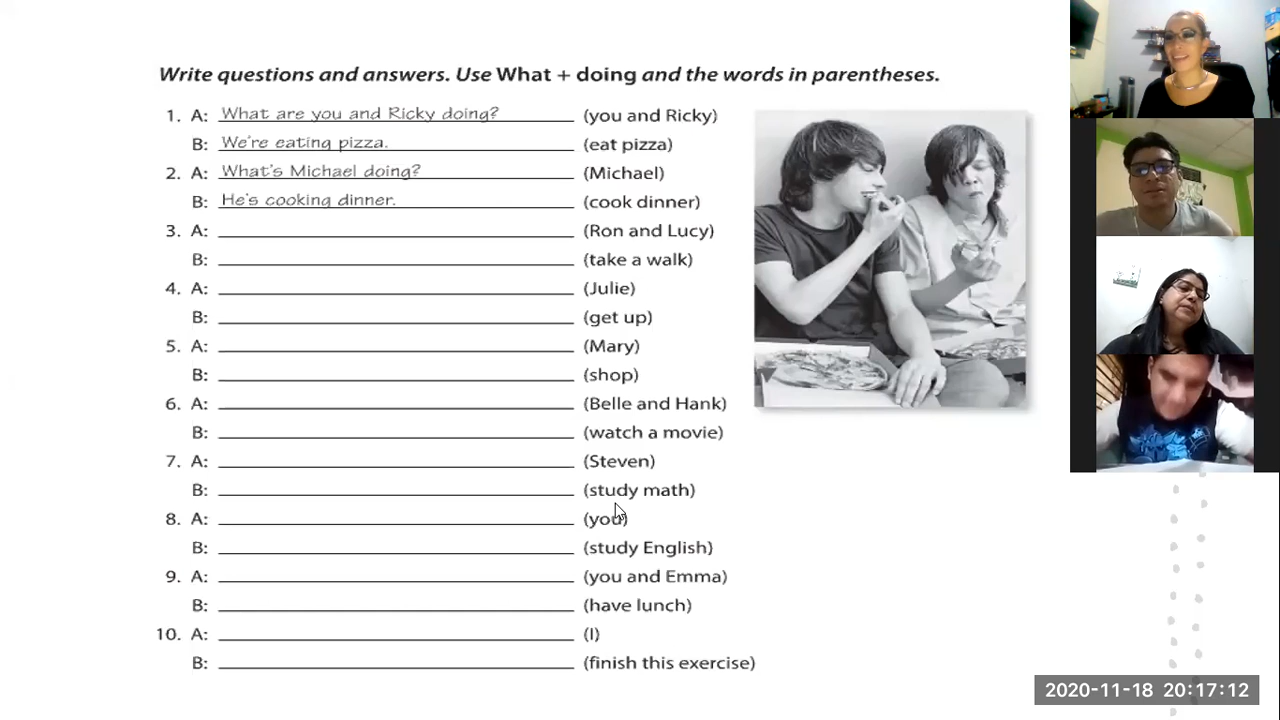 Write questions and answers. Use What + doing and the words in parentheses.
1. A: What are you and Ricky doing? (you and Ricky)
B: We're eating pizza. (eat pizza)
2. A: What's Michael doing? (Michael)
B: He's cooking dinner. (cook dinner)
3. A: (Ron and Lucy)
B: (take a walk)
4. A: (Julie)
B: (get up)
5. A: (Mary)
B: (shop)
6. A: (Belle and Hank)
B: (watch a movie)
7. A: (Steven)
B: (study math)
8. A: (you)
B: (study English)
9. A: (you and Emma)
B: (have lunch)
10. A: (I)
B: (finish this exercise)
2020-11-18 20:17:12